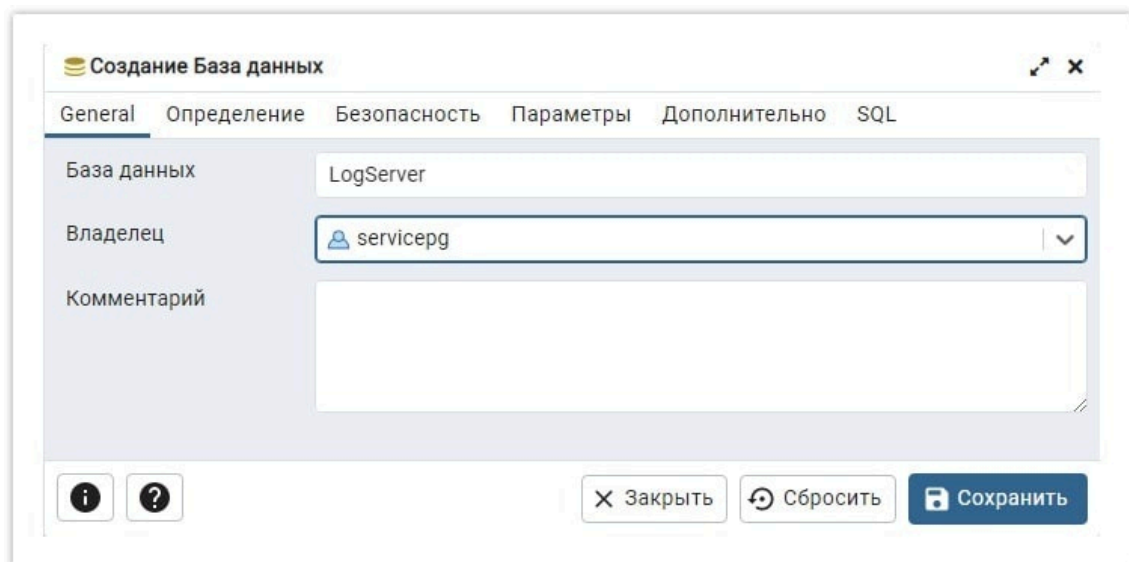 Создание База данных
General Определение Безопасность Параметры Дополнительно SQL
База данных LogServer
Владелец servicepg
Комментарий
Закрыть Сбросить Сохранить